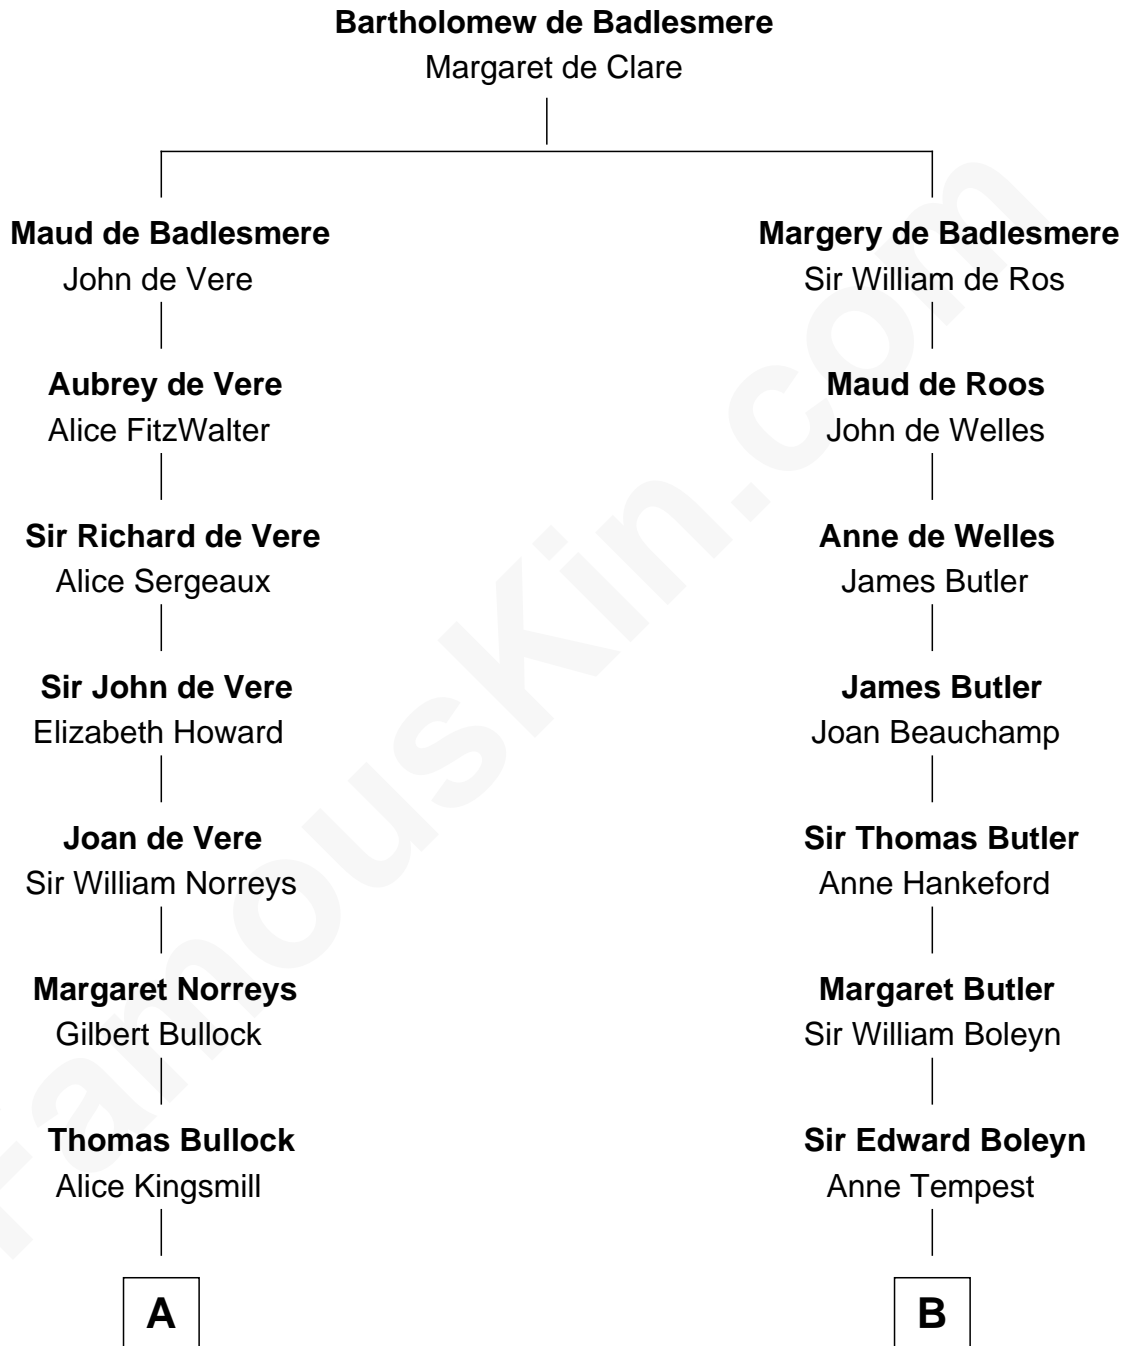 Bartholomew de Badlesmere
Margaret de Clare
Maud de Badlesmere
John de Vere
Margery de Badlesmere
Sir William de Ros
Aubrey de Vere
Alice FitzWalter
Maud de Roos
John de Welles
Sir Richard de Vere
Alice Sergeaux
Anne de Welles
James Butler
Sir John de Vere
Elizabeth Howard
James Butler
Joan Beauchamp
Joan de Vere
Sir William Norreys
Sir Thomas Butler
Anne Hankeford
Margaret Norreys
Gilbert Bullock
Margaret Butler
Sir William Boleyn
Thomas Bullock
Alice Kingsmill
Sir Edward Boleyn
Anne Tempest
A
B
FamousKin.com